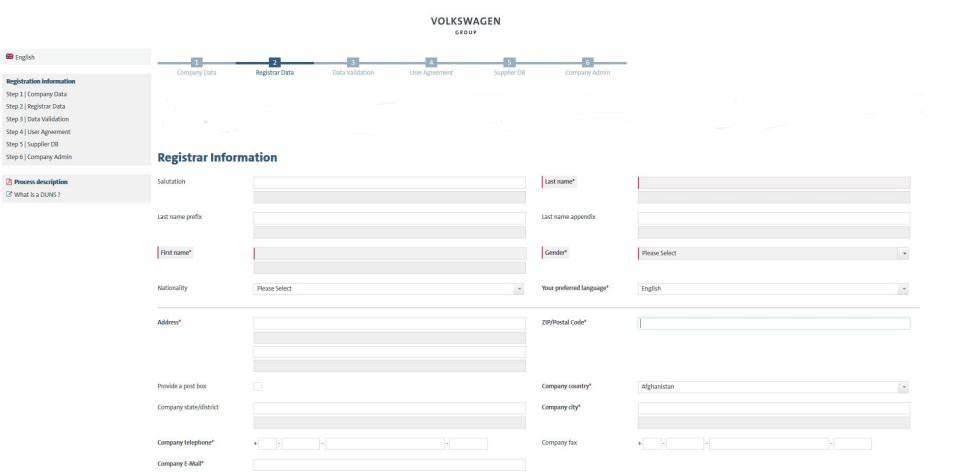 VOLKSWAGEN
GROUP
English
1 2 3 4 5 6
Company Data Registrar Data Data Validation User Agreement Supplier DB Company Admin
Registration information
Step 1 | Company Data
Step 2 | Registrar Data
Step 3 | Data Validation
Step 4 | User Agreement
Step 5 | Supplier DB
Step 6 | Company Admin
Process description
What is a DUNS ?
Registrar Information
Salutation Last name*
Last name prefix Last name appendix
First name* Gender* Please Select
Nationality Please Select Your preferred language* English
Address* ZIP/Postal Code*
Provide a post box Company country* Afghanistan
Company state/district Company city*
Company telephone* + - - - Company fax + - - -
Company E-Mail*